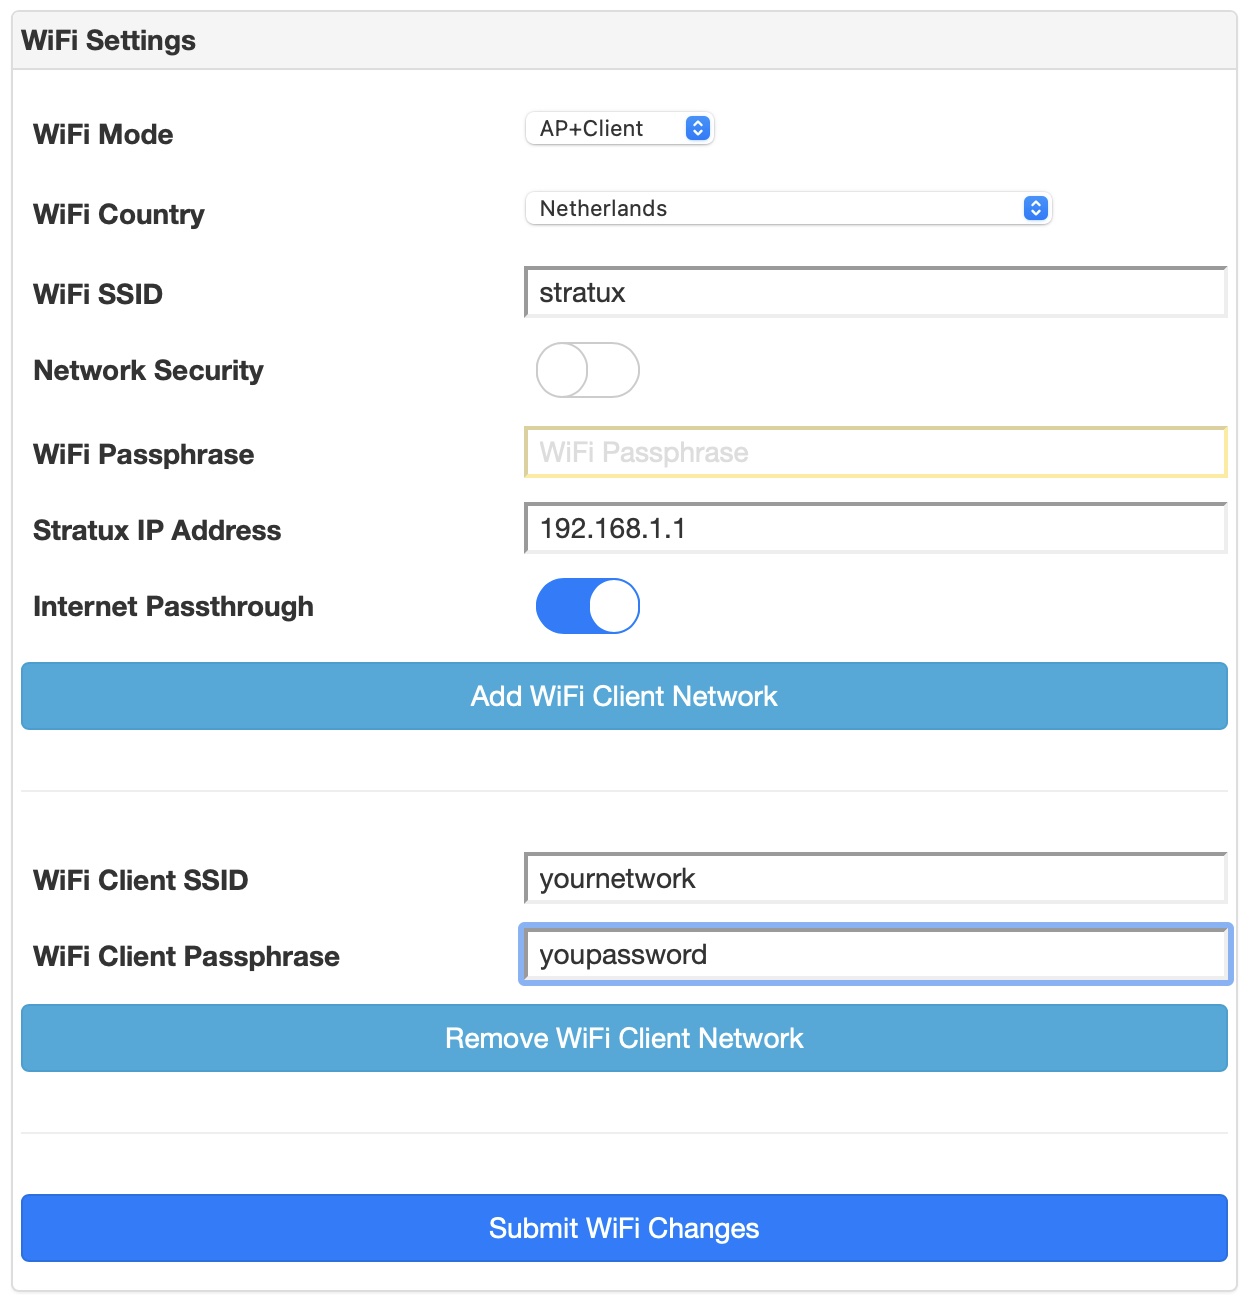 WiFi Settings
WiFi Mode
AP+Client
WiFi Country
Netherlands
WiFi SSID
stratux
Network Security
WiFi Passphrase
WiFi Passphrase
Stratux IP Address
192.168.1.1
Internet Passthrough
Add WiFi Client Network
WiFi Client SSID
yournetwork
WiFi Client Passphrase
youpassword
Remove WiFi Client Network
Submit WiFi Changes